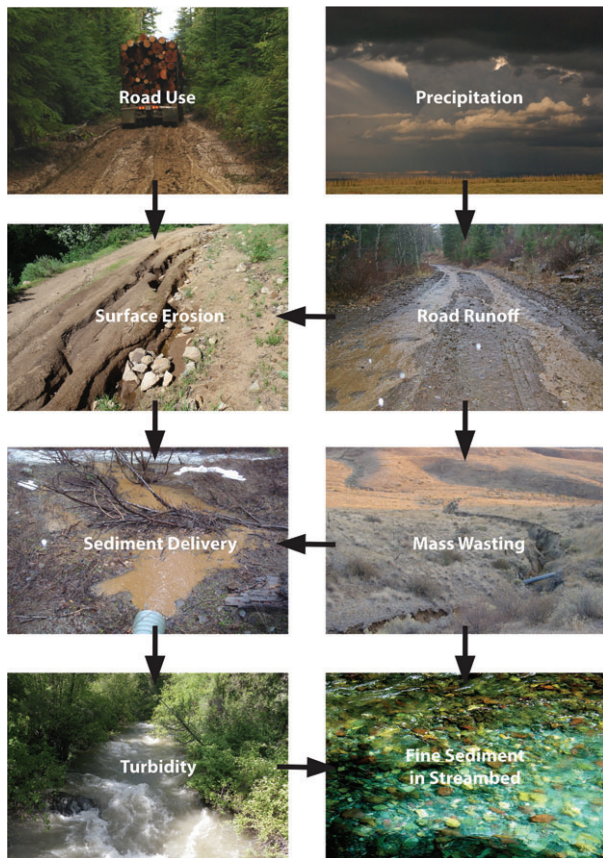 Road Use
Precipitation
Surface Erosion
Road Runoff
Sediment Delivery
Mass Wasting
Turbidity
Fine Sediment
in Streambed